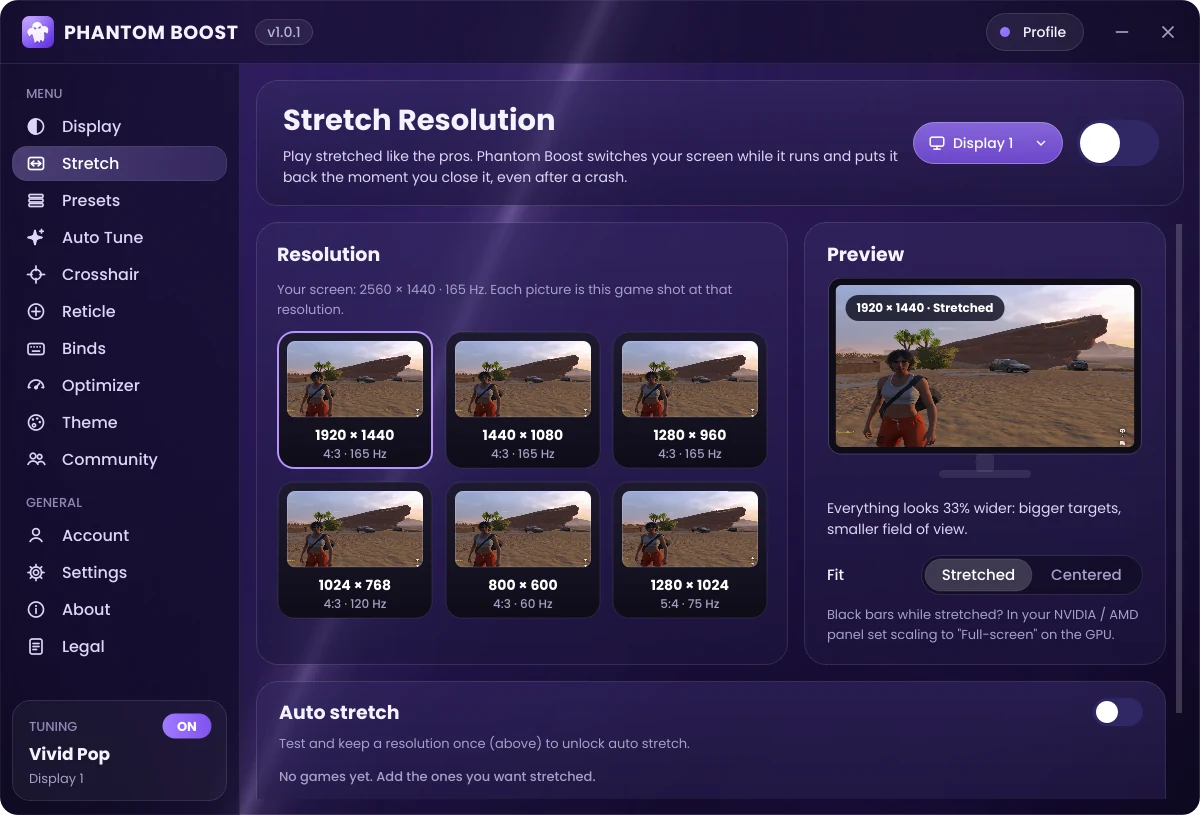 PHANTOM BOOST
v1.0.1
Profile
MENU
Display
Stretch
Presets
Auto Tune
Crosshair
Reticle
Binds
Optimizer
Theme
Community
GENERAL
Account
Settings
About
Legal
TUNING
ON
Vivid Pop
Display 1
Stretch Resolution
Play stretched like the pros. Phantom Boost switches your screen while it runs and puts it
back the moment you close it, even after a crash.
Display 1
Resolution
Your screen: 2560 × 1440 · 165 Hz. Each picture is this game shot at that
resolution.
1920 × 1440
4:3 · 165 Hz
1440 × 1080
4:3 · 165 Hz
1280 × 960
4:3 · 165 Hz
1024 × 768
4:3 · 120 Hz
800 × 600
4:3 · 60 Hz
1280 × 1024
5:4 · 75 Hz
Preview
1920 × 1440 · Stretched
Everything looks 33% wider: bigger targets,
smaller field of view.
Fit
Stretched
Centered
Black bars while stretched? In your NVIDIA / AMD
panel set scaling to "Full-screen" on the GPU.
Auto stretch
Test and keep a resolution once (above) to unlock auto stretch.
No games yet. Add the ones you want stretched.